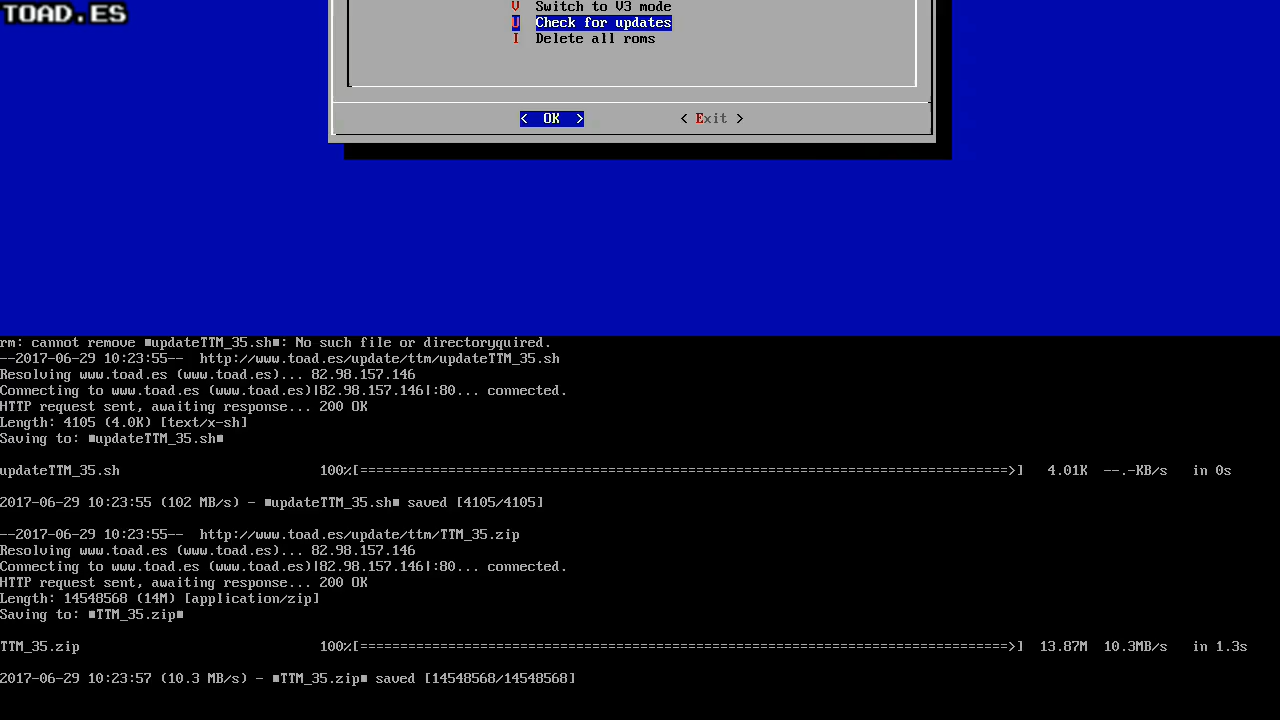 TOAD.ES
V Switch to V3 mode
U Check for updates
I Delete all roms
< OK > < Exit >
rm: cannot remove ■updateTTM_35.sh■: No such file or directoryquired.
--2017-06-29 10:23:55-- http://www.toad.es/update/ttm/updateTTM_35.sh
Resolving www.toad.es (www.toad.es)... 82.98.157.146
Connecting to www.toad.es (www.toad.es)|82.98.157.146|:80... connected.
HTTP request sent, awaiting response... 200 OK
Length: 4105 (4.0K) [text/x-sh]
Saving to: ■updateTTM_35.sh■
updateTTM_35.sh 100%[=================================================================================>] 4.01K --.-KB/s in 0s
2017-06-29 10:23:55 (102 MB/s) - ■updateTTM_35.sh■ saved [4105/4105]
--2017-06-29 10:23:55-- http://www.toad.es/update/ttm/TTM_35.zip
Resolving www.toad.es (www.toad.es)... 82.98.157.146
Connecting to www.toad.es (www.toad.es)|82.98.157.146|:80... connected.
HTTP request sent, awaiting response... 200 OK
Length: 14548568 (14M) [application/zip]
Saving to: ■TTM_35.zip■
TTM_35.zip 100%[=================================================================================>] 13.87M 10.3MB/s in 1.3s
2017-06-29 10:23:57 (10.3 MB/s) - ■TTM_35.zip■ saved [14548568/14548568]